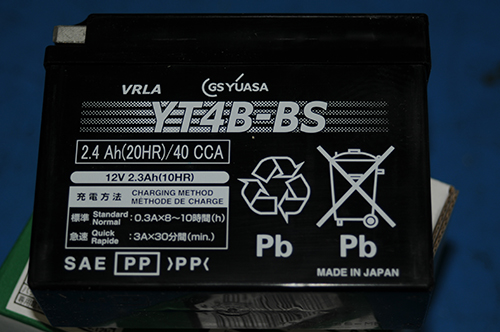 VRLA GS YUASA
YT4B-BS
2.4 Ah(20HR)/40 CCA
12V 2.3Ah(10HR)
充電方法 CHARGING METHOD
MÉTHODE DE CHARGE
標準 Standard Normal : 0.3A×8～10時間(h)
急速 Quick Rapide : 3A×30分間(min.)
Pb Pb
SAE PP >PP<
MADE IN JAPAN